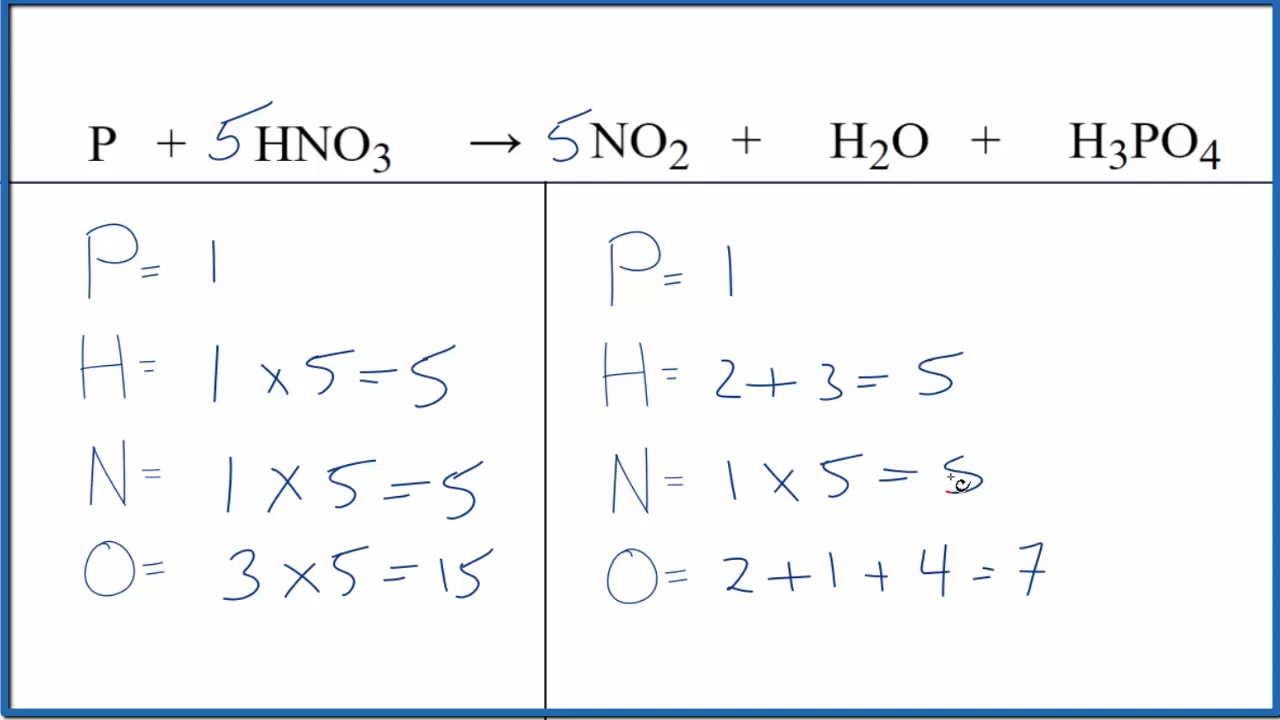 P + 5HNO₃ → 5NO₂ + H₂O + H₃PO₄
P = 1
H = 1 x 5 = 5
N = 1 x 5 = 5
O = 3 x 5 = 15
P = 1
H = 2 + 3 = 5
N = 1 x 5 = 5
O = 2 + 1 + 4 = 7